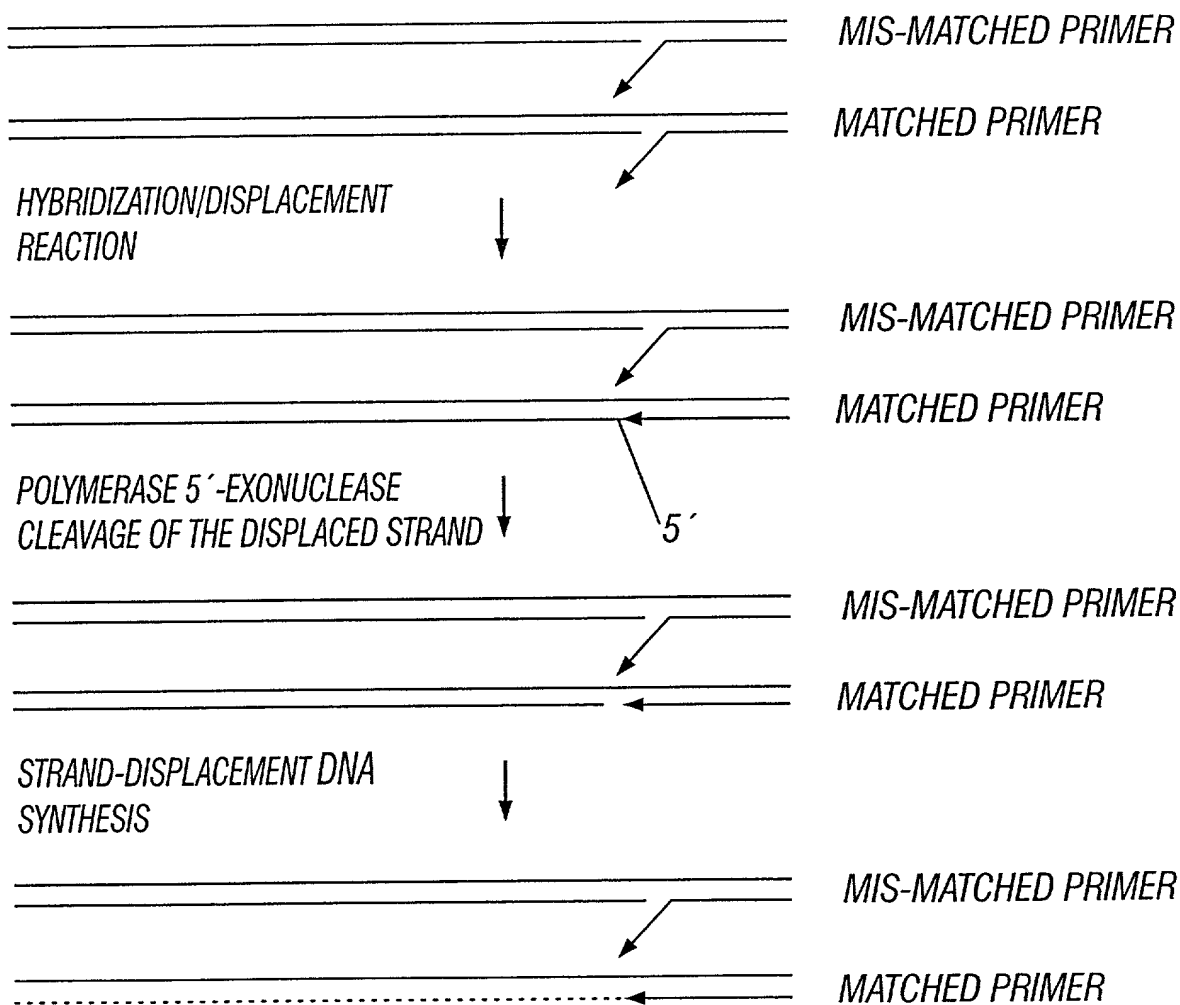 MIS-MATCHED PRIMER
MATCHED PRIMER
HYBRIDIZATION/DISPLACEMENT
REACTION
MIS-MATCHED PRIMER
MATCHED PRIMER
POLYMERASE 5´-EXONUCLEASE
CLEAVAGE OF THE DISPLACED STRAND
5´
MIS-MATCHED PRIMER
MATCHED PRIMER
STRAND-DISPLACEMENT DNA
SYNTHESIS
MIS-MATCHED PRIMER
MATCHED PRIMER